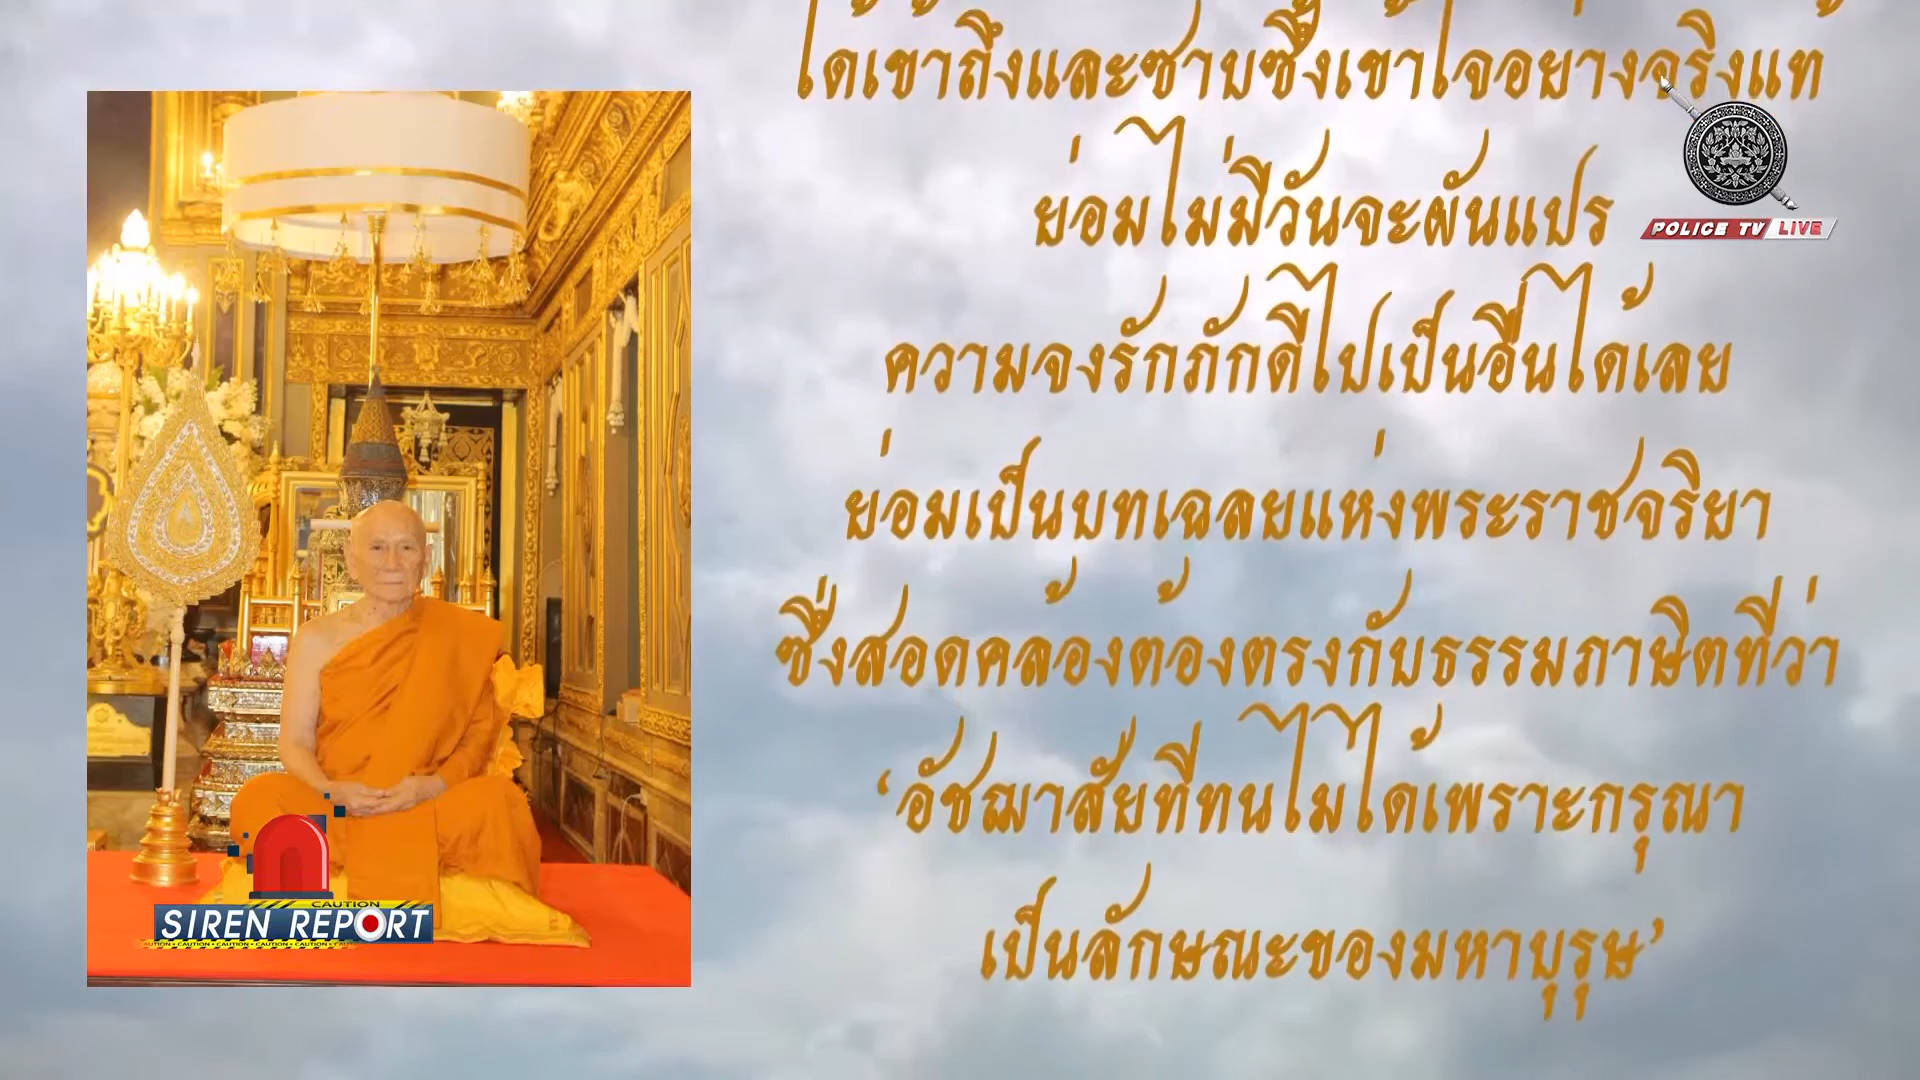 ได้เข้าถึงและซาบซึ้งเข้าใจอย่างจริงแท้
ย่อมไม่มีวันจะผันแปร
ความจงรักภักดีไปเป็นอื่นได้เลย
ย่อมเป็นบทเฉลยแห่งพระราชจริยา
ซึ่งสอดคล้องต้องตรงกับธรรมภาษิตที่ว่า
‘อัชฌาสัยที่ทนไม่ได้เพราะกรุณา
เป็นลักษณะของมหาบุรุษ’
POLICE TV LIVE
CAUTION
SIREN REPORT
CAUTION • CAUTION • CAUTION • CAUTION • CAUTION • CAUTION